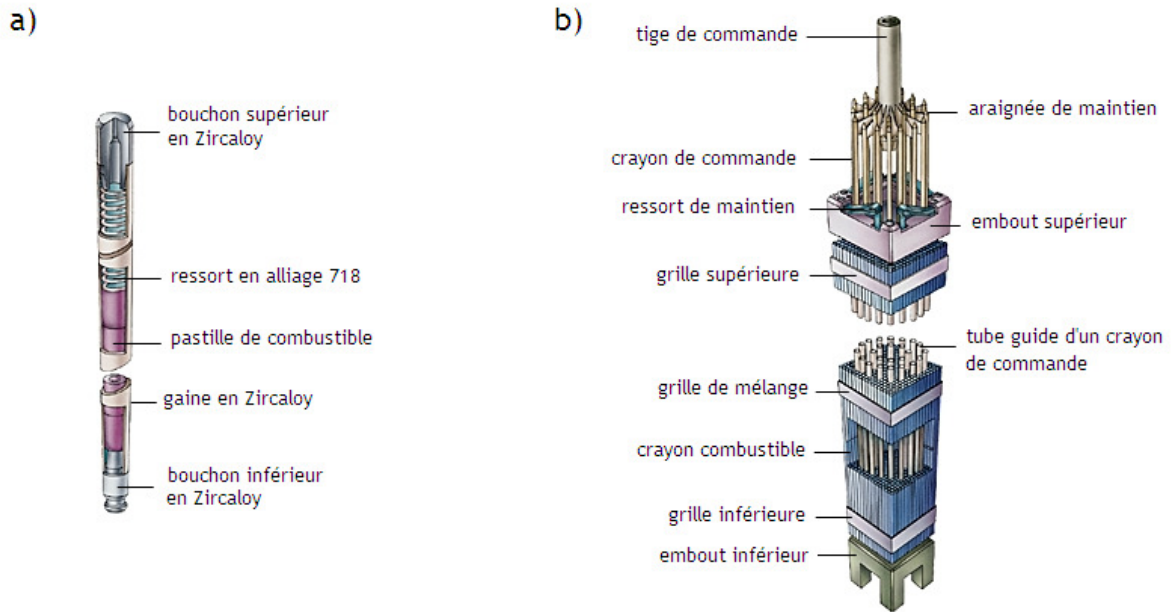 a)
bouchon supérieur
en Zircaloy
ressort en alliage 718
pastille de combustible
gaine en Zircaloy
bouchon inférieur
en Zircaloy
b)
tige de commande
araignée de maintien
crayon de commande
ressort de maintien
embout supérieur
grille supérieure
tube guide d'un crayon
de commande
grille de mélange
crayon combustible
grille inférieure
embout inférieur